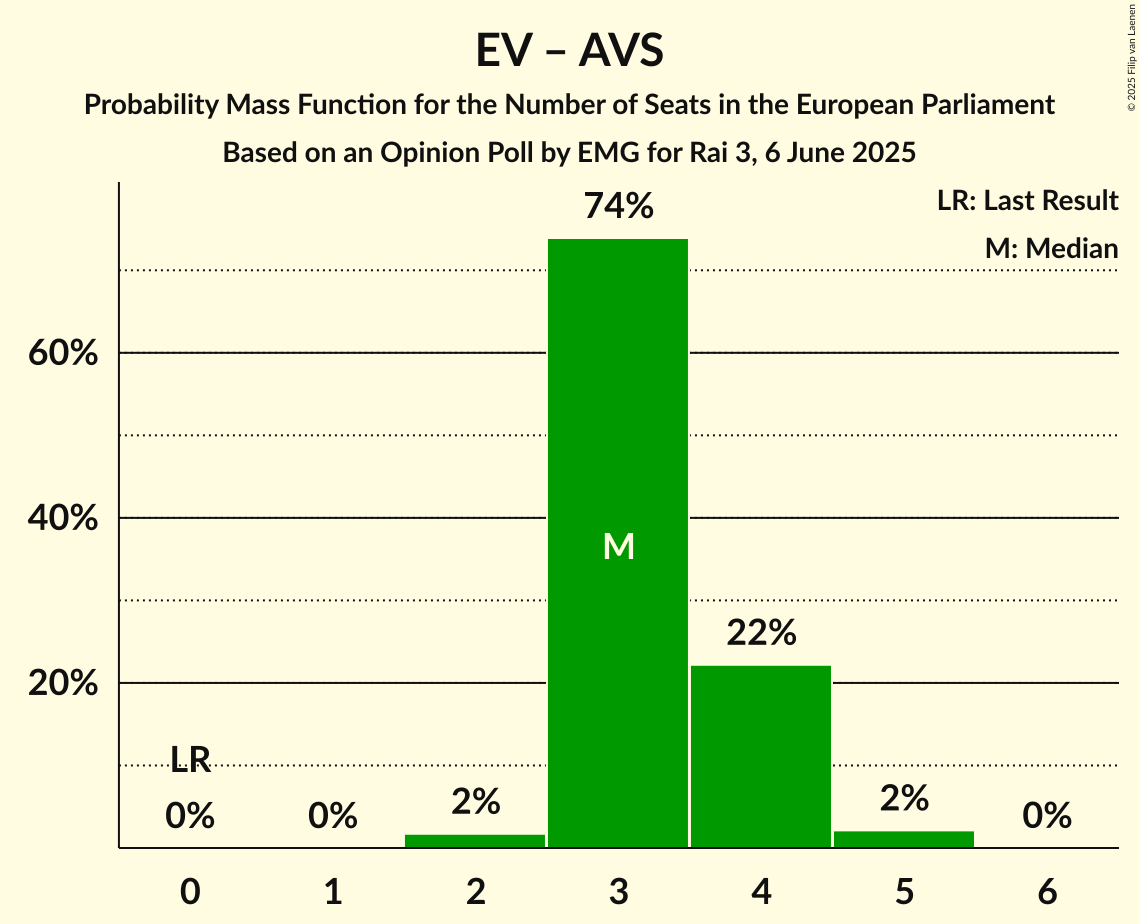 EV – AVS
Probability Mass Function for the Number of Seats in the European Parliament
Based on an Opinion Poll by EMG for Rai 3, 6 June 2025
© 2025 Filip van Laenen
LR: Last Result
M: Median
74%
60%
40%
M
22%
20%
LR
0%
0%
2%
2%
0%
0
1
2
3
4
5
6